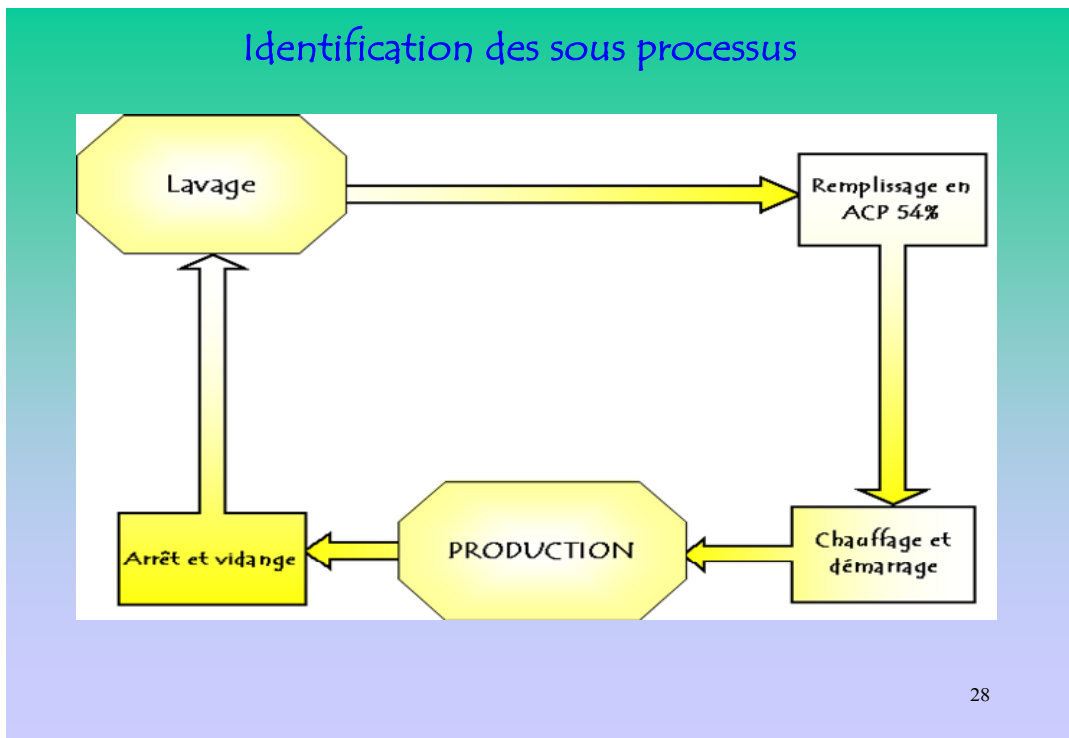 Identification des sous processus
Lavage
Remplissage en
ACP 54%
Chauffage et
démarrage
PRODUCTION
Arrêt et vidange
28